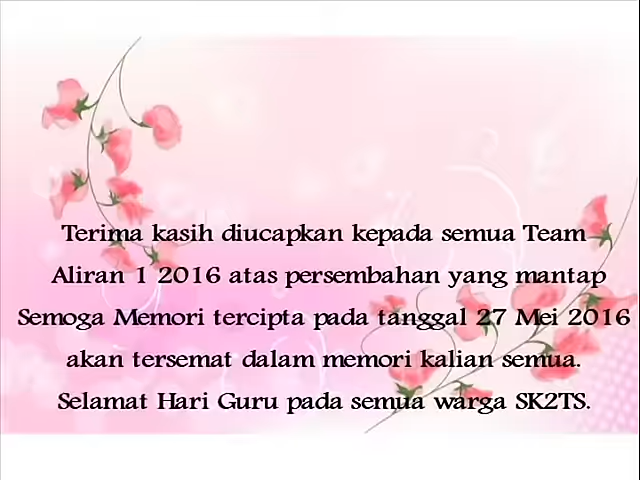 Terima kasih diucapkan kepada semua Team
Aliran 1 2016 atas persembahan yang mantap
Semoga Memori tercipta pada tanggal 27 Mei 2016
akan tersemat dalam memori kalian semua.
Selamat Hari Guru pada semua warga SK2TS.